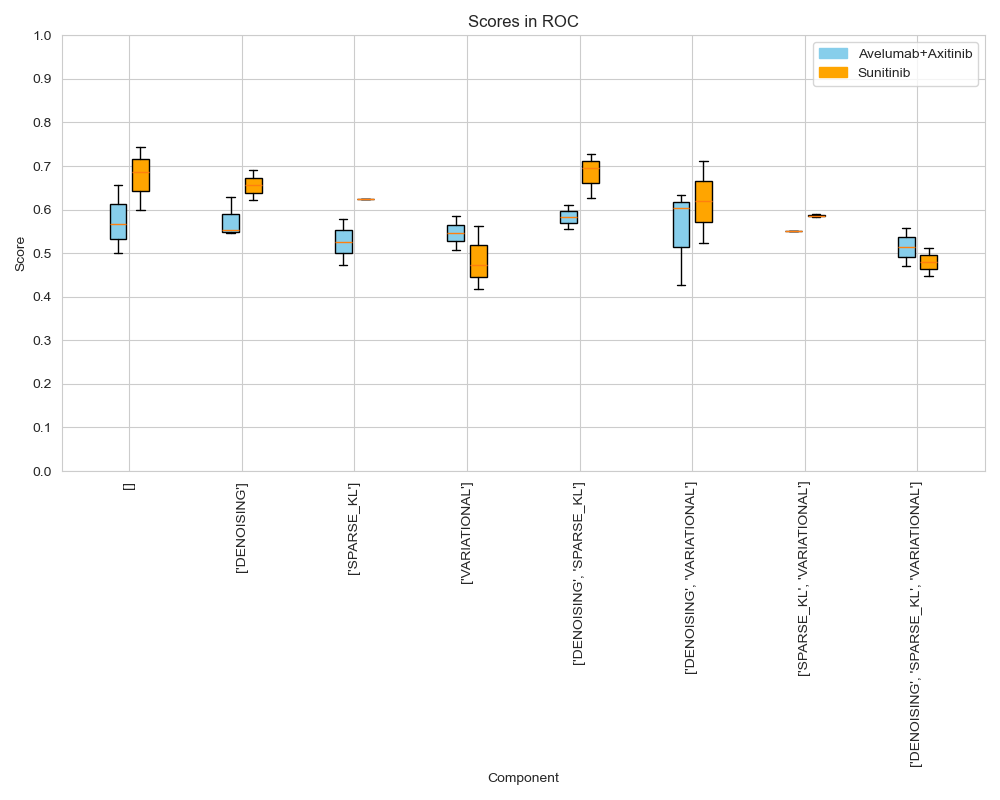 Scores in ROC
Avelumab+Axitinib
Sunitinib
1.0
0.9
0.8
0.7
0.6
0.5
0.4
0.3
0.2
0.1
0.0
Score
[]
['DENOISING']
['SPARSE_KL']
['VARIATIONAL']
['DENOISING', 'SPARSE_KL']
['DENOISING', 'VARIATIONAL']
['SPARSE_KL', 'VARIATIONAL']
['DENOISING', 'SPARSE_KL', 'VARIATIONAL']
Component